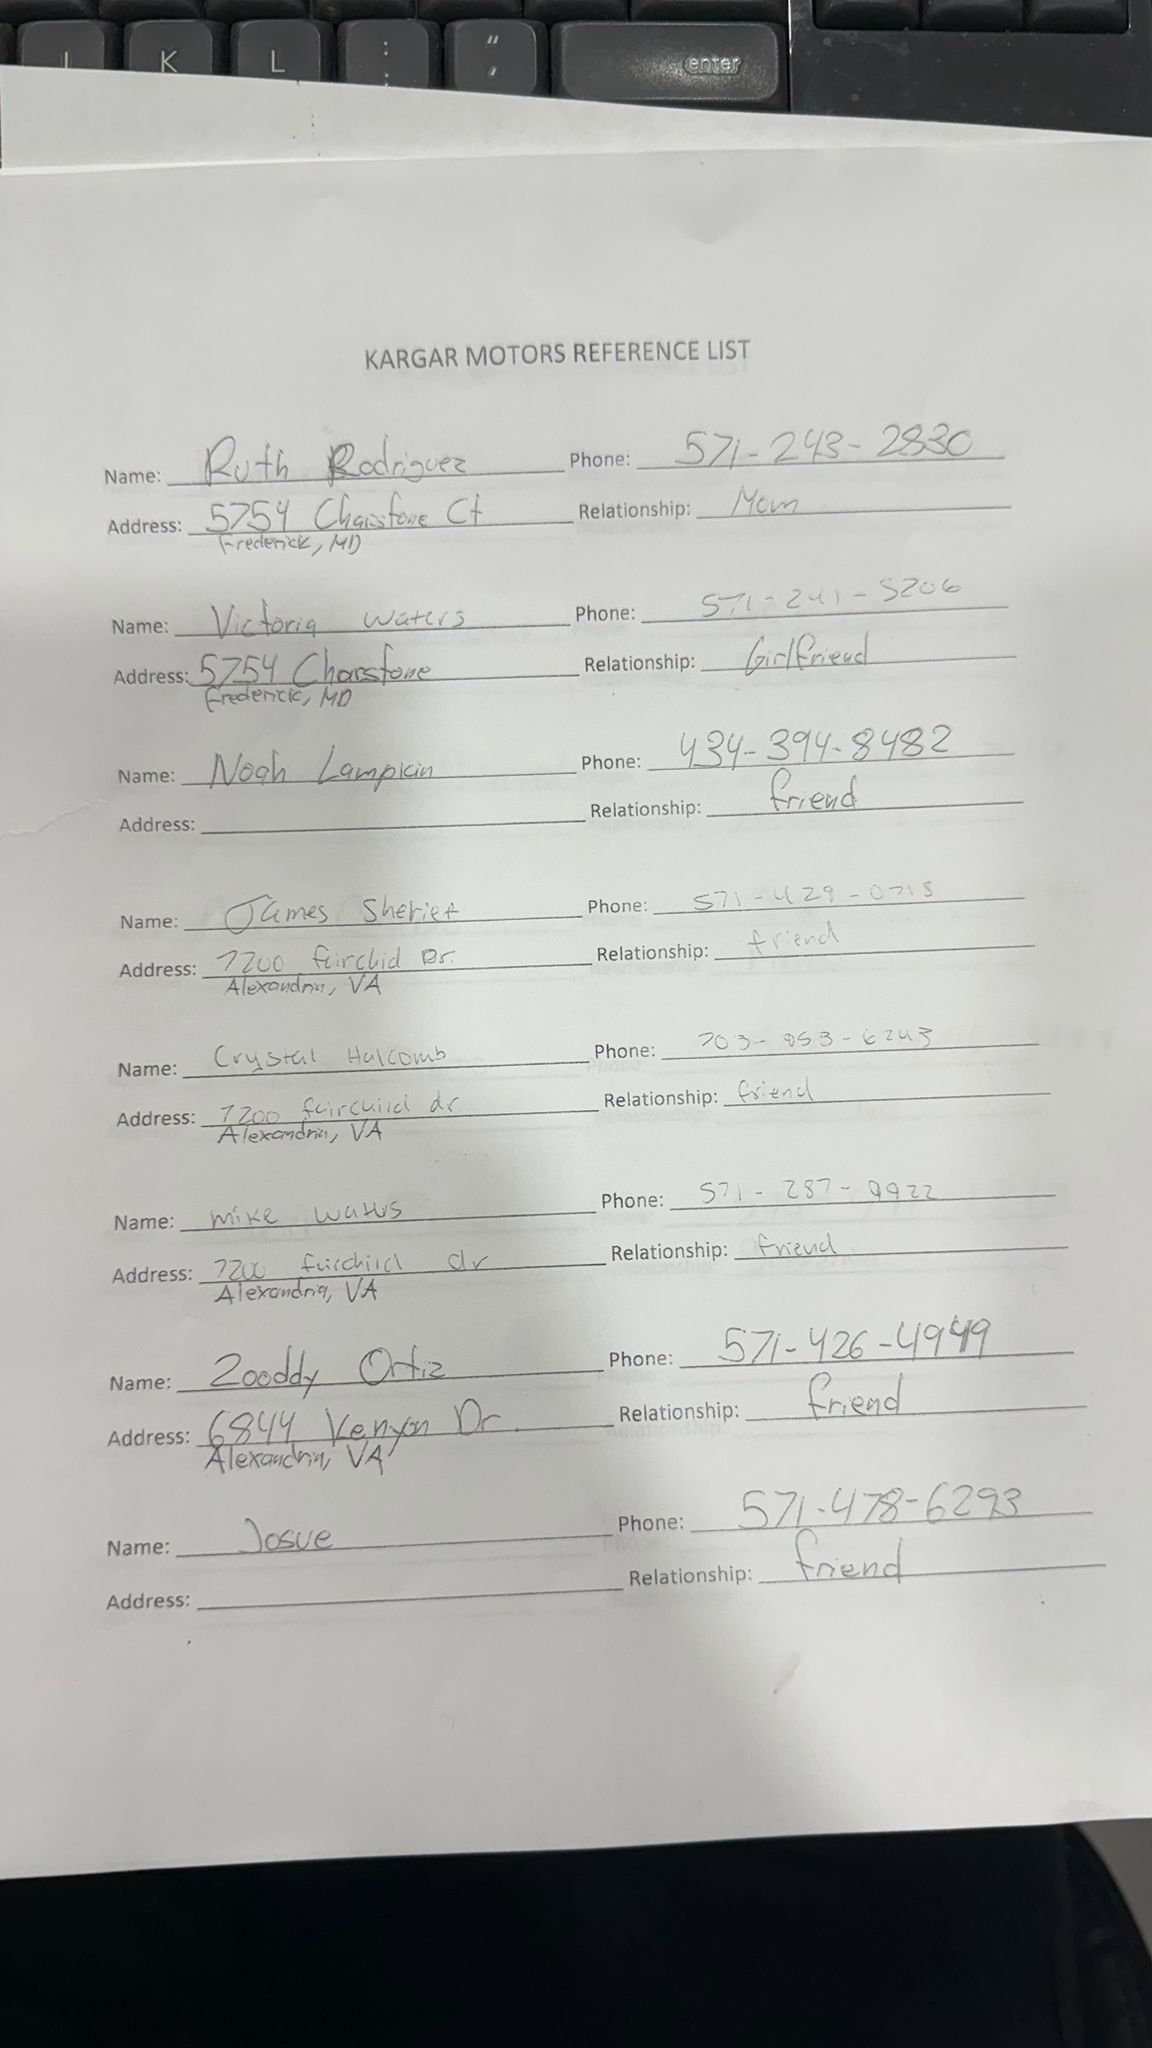 J K L : ; " ' enter
KARGAR MOTORS REFERENCE LIST
Name: Ruth Rodriguez Phone: 571-243-2830
Address: 5754 Charstone Ct Relationship: Mom
Frederick, MD
Name: Victoria Waters Phone: 571-241-5206
Address: 5754 Charstone Relationship: Girlfriend
Frederick, MD
Name: Noah Lampkin Phone: 434-394-8482
Address: Relationship: friend
Name: James Sherief Phone: 571-429-0718
Address: 7200 fairchid Dr. Relationship: friend
Alexandria, VA
Name: Crystal Halcomb Phone: 703-853-6243
Address: 7200 fairchild dr Relationship: friend
Alexandria, VA
Name: mike waters Phone: 571-287-9922
Address: 7200 fairchild dr Relationship: friend
Alexandria, VA
Name: Zooddy Ortiz Phone: 571-426-4949
Address: 6844 Kenyon Dr. Relationship: friend
Alexandria, VA
Name: Josue Phone: 571-478-6293
Address: Relationship: friend